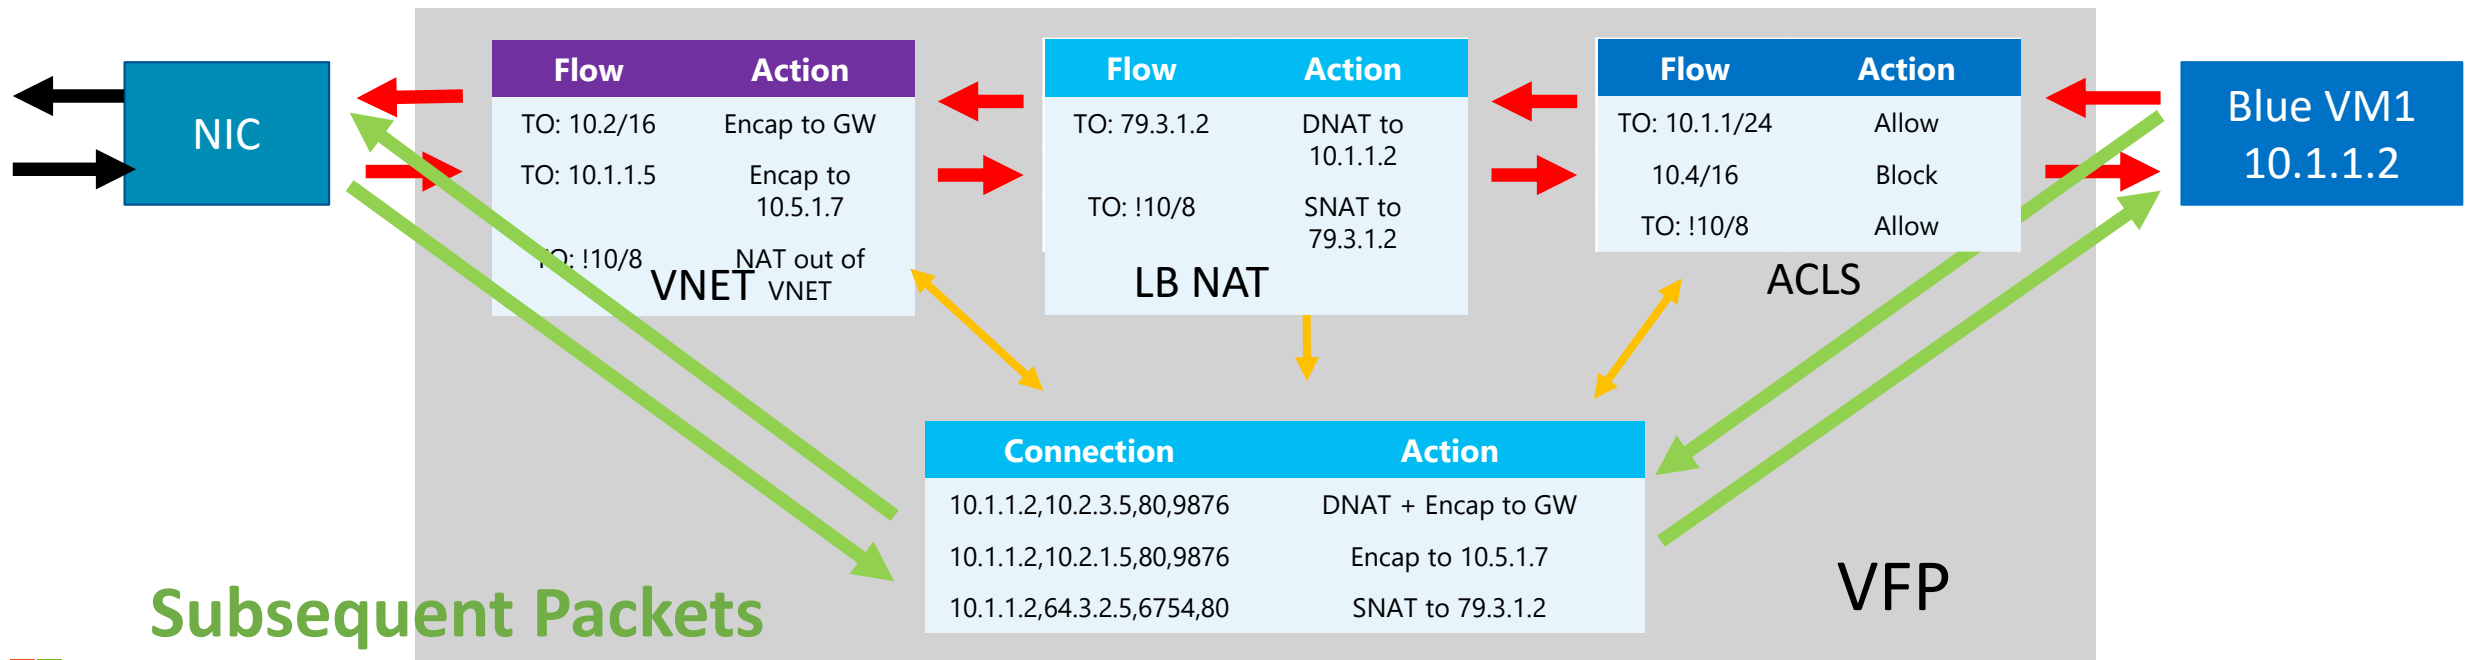 NIC
Flow Action
TO: 10.2/16 Encap to GW
TO: 10.1.1.5 Encap to
10.5.1.7
TO: !10/8 NAT out of
VNET
VNET
Flow Action
TO: 79.3.1.2 DNAT to
10.1.1.2
TO: !10/8 SNAT to
79.3.1.2
LB NAT
Flow Action
TO: 10.1.1/24 Allow
10.4/16 Block
TO: !10/8 Allow
ACLS
Blue VM1
10.1.1.2
Connection Action
10.1.1.2,10.2.3.5,80,9876 DNAT + Encap to GW
10.1.1.2,10.2.1.5,80,9876 Encap to 10.5.1.7
10.1.1.2,64.3.2.5,6754,80 SNAT to 79.3.1.2
VFP
Subsequent Packets